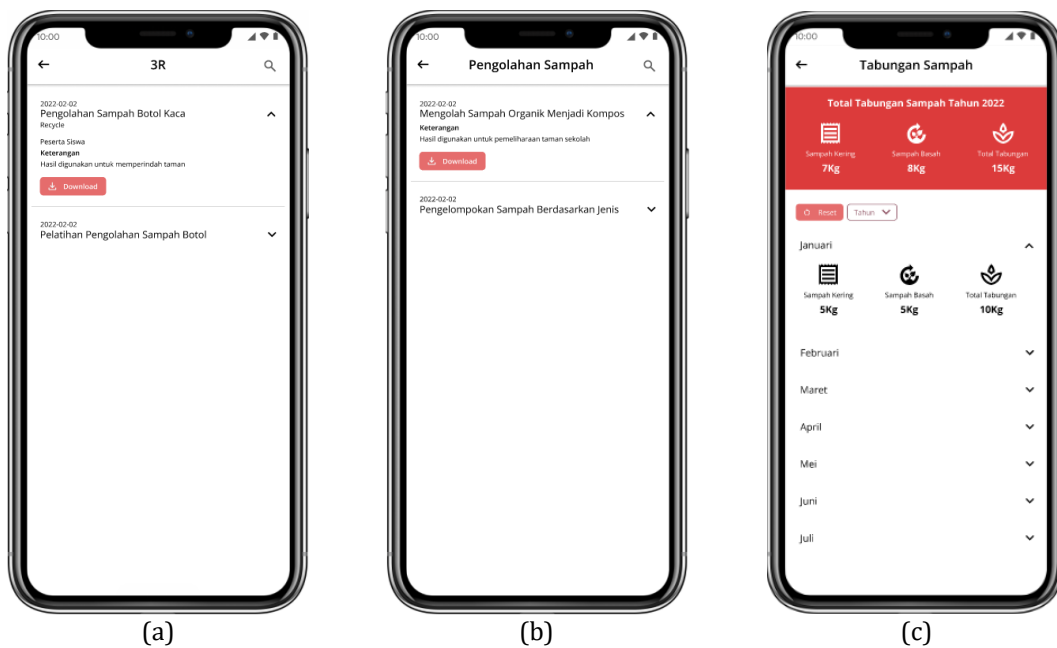 10:00
3R
2022-02-02
Pengolahan Sampah Botol Kaca
Recycle
Peserta Siswa
Keterangan
Hasil digunakan untuk memperindah taman
Download
2022-02-02
Pelatihan Pengolahan Sampah Botol
(a)
10:00
Pengolahan Sampah
2022-02-02
Mengolah Sampah Organik Menjadi Kompos
Keterangan
Hasil digunakan untuk pemeliharaan taman sekolah
Download
2022-02-02
Pengelompokan Sampah Berdasarkan Jenis
(b)
10:00
Tabungan Sampah
Total Tabungan Sampah Tahun 2022
Sampah Kering Sampah Basah Total Tabungan
7Kg 8Kg 15Kg
Reset Tahun
Januari
Sampah Kering Sampah Basah Total Tabungan
5Kg 5Kg 10Kg
Februari
Maret
April
Mei
Juni
Juli
(c)